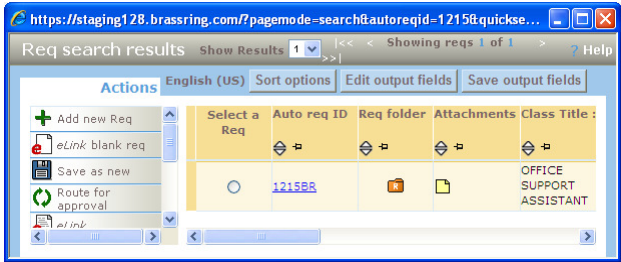 https://staging128.brassring.com/?pagemode=search&autoreqid=1215&quickse...
Req search results Show Results 1 |<< < Showing reqs 1 of 1 > >>| ? Help
Actions English (US) Sort options Edit output fields Save output fields
Add new Req
eLink blank req
Save as new
Route for
approval
eLink
Select a
Req
Auto req ID
Req folder
Attachments
Class Title :
1215BR
OFFICE
SUPPORT
ASSISTANT